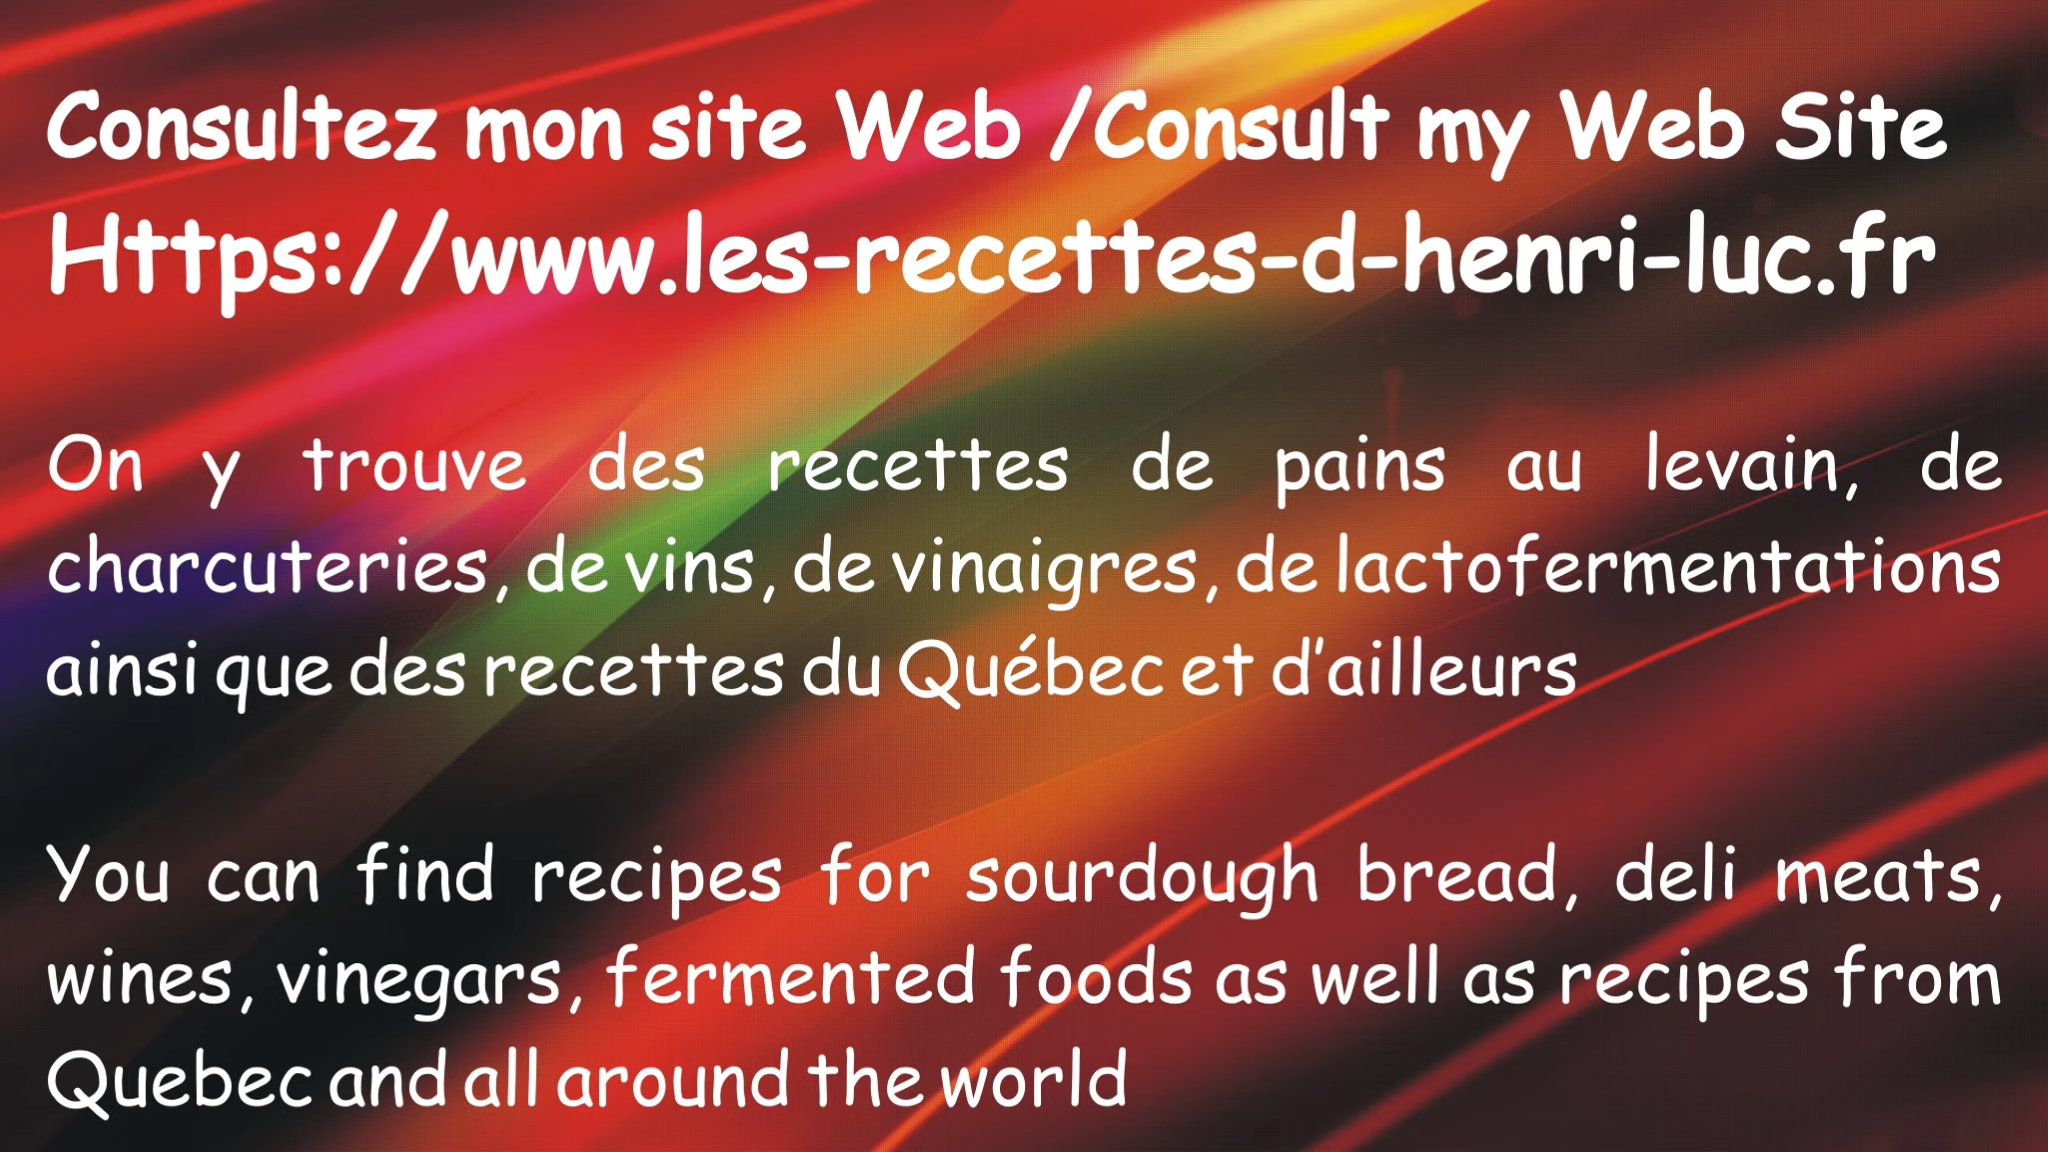 Consultez mon site Web /Consult my Web Site
Https://www.les-recettes-d-henri-luc.fr
On y trouve des recettes de pains au levain, de
charcuteries, de vins, de vinaigres, de lactofermentations
ainsi que des recettes du Québec et d’ailleurs
You can find recipes for sourdough bread, deli meats,
wines, vinegars, fermented foods as well as recipes from
Quebec and all around the world